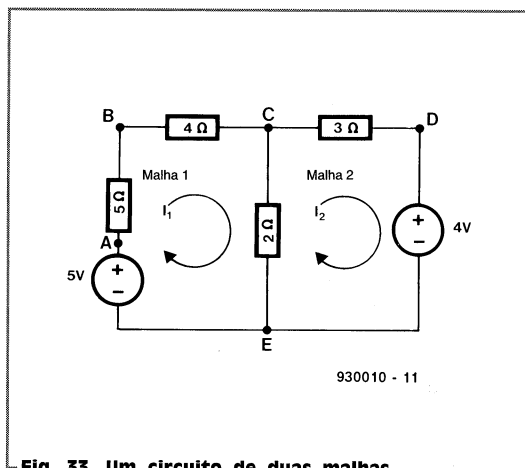 B
4 Ω
C
3 Ω
D
Malha 1
Malha 2
5 Ω
I₁
2 Ω
I₂
A
+
−
5V
+
−
4V
E
930010 - 11
Fig. 33. Um circuito de duas malhas